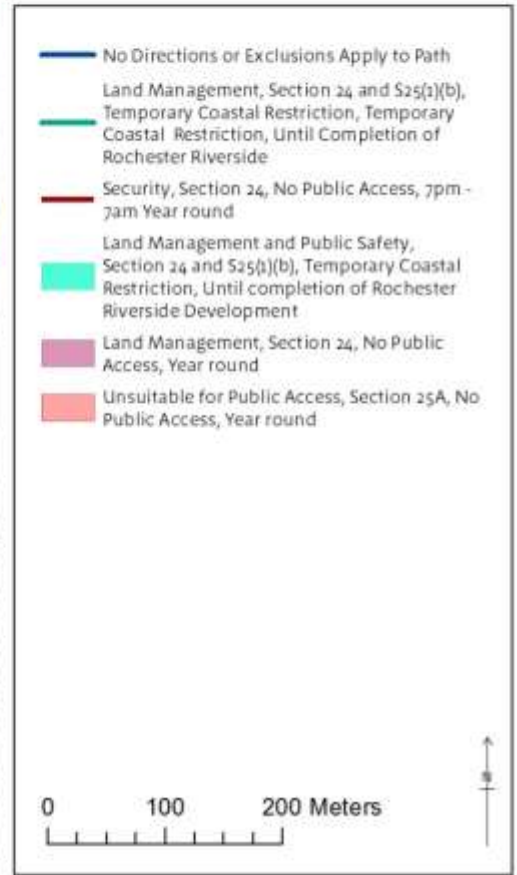 No Directions or Exclusions Apply to Path
Land Management, Section 24 and S25(1)(b),
Temporary Coastal Restriction, Temporary
Coastal Restriction, Until Completion of
Rochester Riverside
Security, Section 24, No Public Access, 7pm -
7am Year round
Land Management and Public Safety,
Section 24 and S25(1)(b), Temporary Coastal
Restriction, Until completion of Rochester
Riverside Development
Land Management, Section 24, No Public
Access, Year round
Unsuitable for Public Access, Section 25A, No
Public Access, Year round
N
0 100 200 Meters